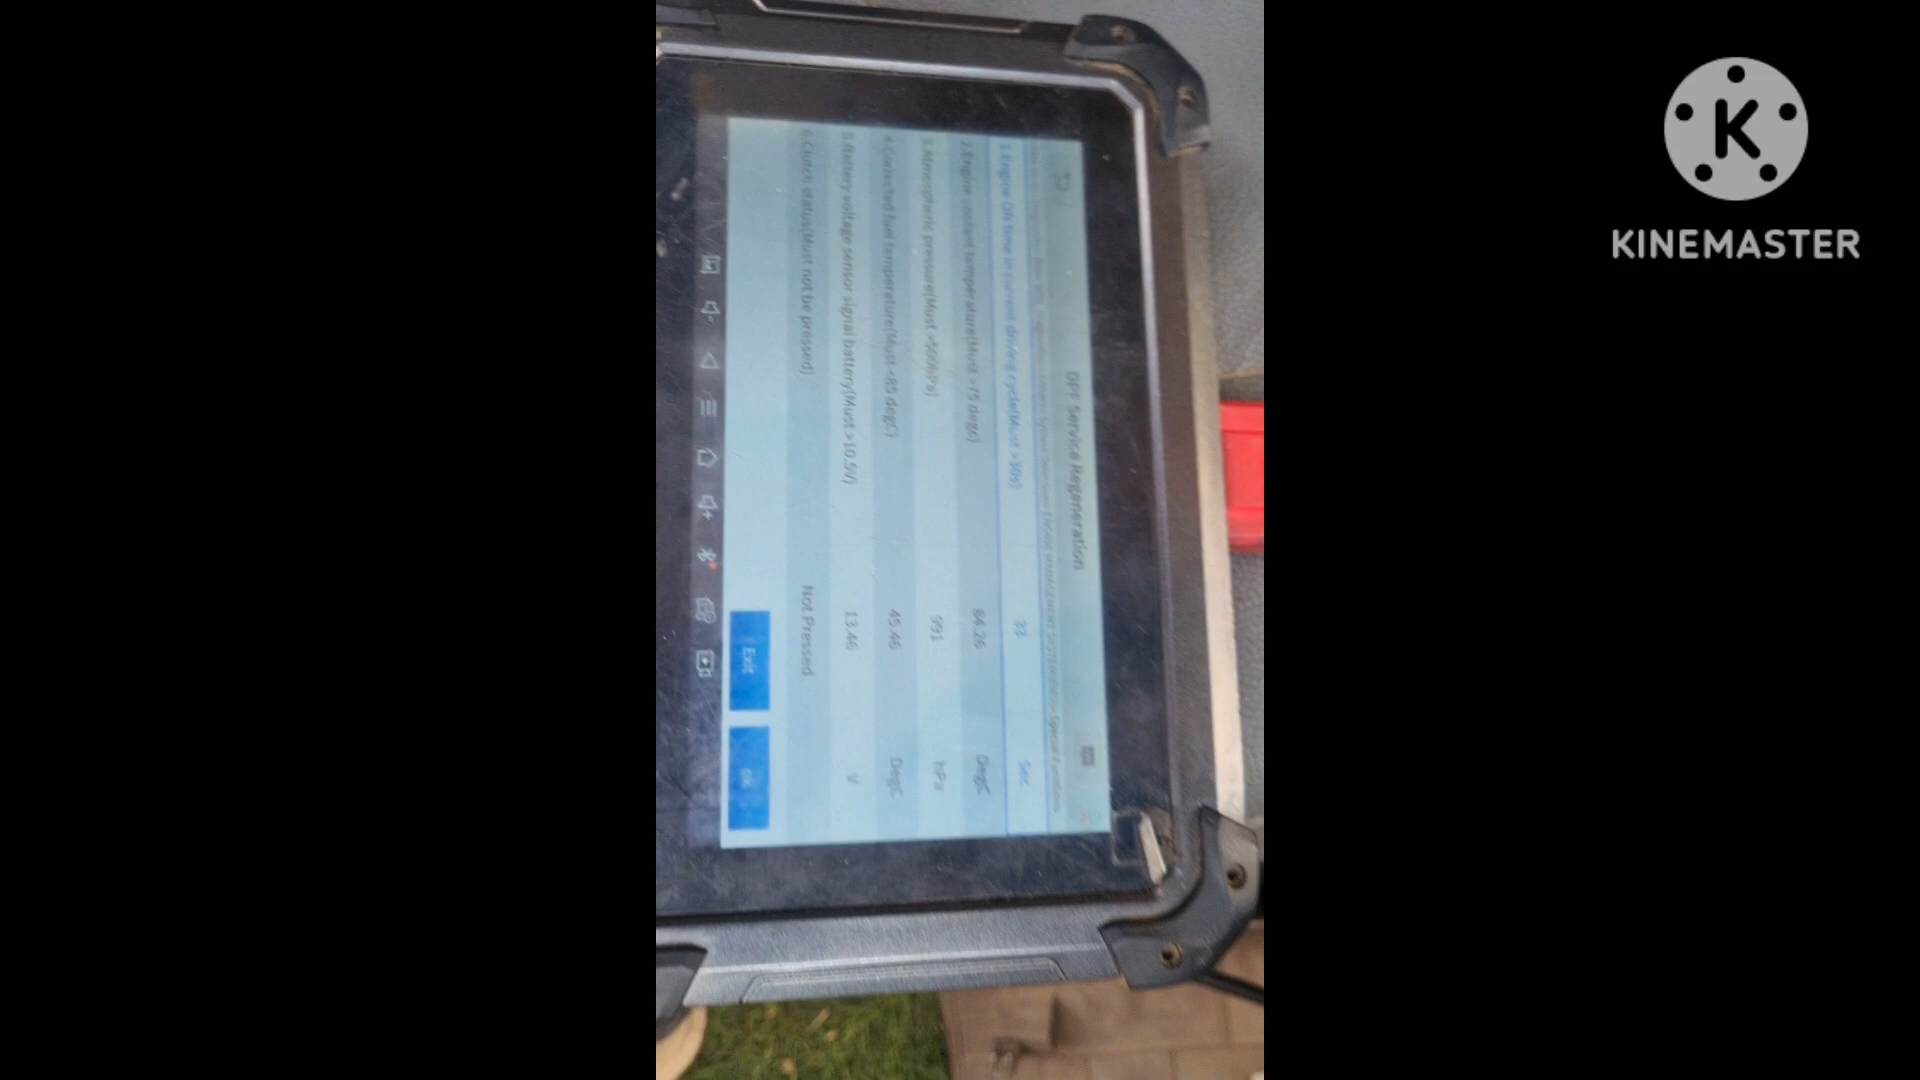 DPF Service Regeneration
1.Engine ON time in current driving cycle(Must >30s) 33 Sec
2.Engine coolant temperature(Must >75 degc) 84.26 DegC
3.Atmospheric pressure(Must >500hPa) 991 hPa
4.Corrected fuel temperature(Must <85 degC) 45.46 DegC
5.Battery voltage sensor signal battery(Must >10.5V) 13.46 V
6.Clutch status(Must not be pressed) Not Pressed
Exit ok
K
KINEMASTER